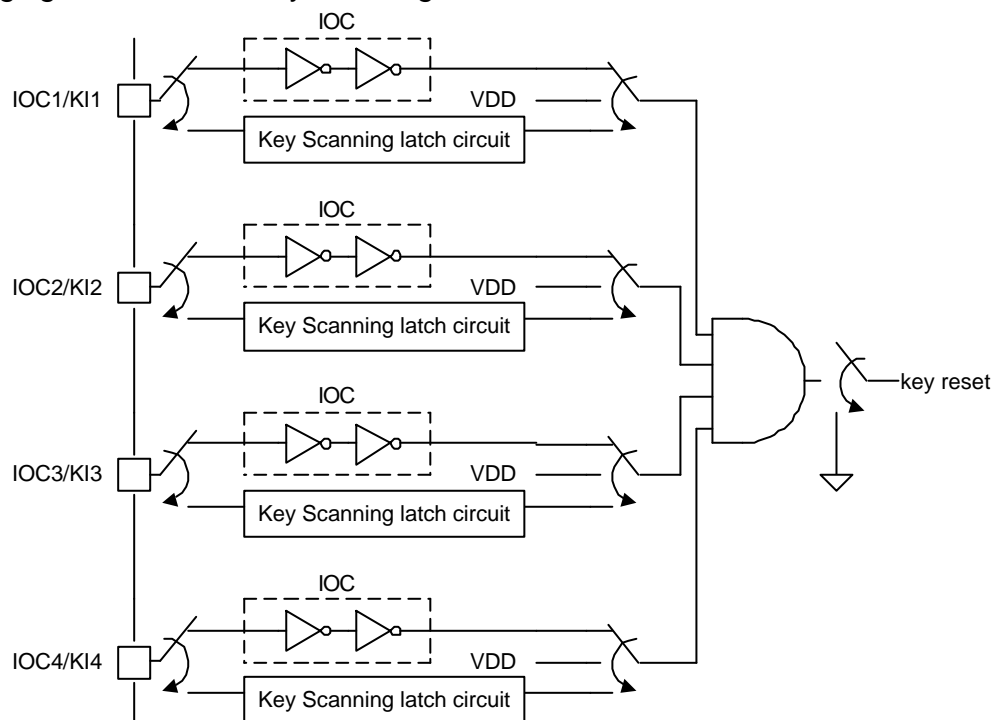 IOC
IOC1/KI1
VDD
Key Scanning latch circuit
IOC
IOC2/KI2
VDD
Key Scanning latch circuit
key reset
IOC
IOC3/KI3
VDD
Key Scanning latch circuit
IOC
IOC4/KI4
VDD
Key Scanning latch circuit